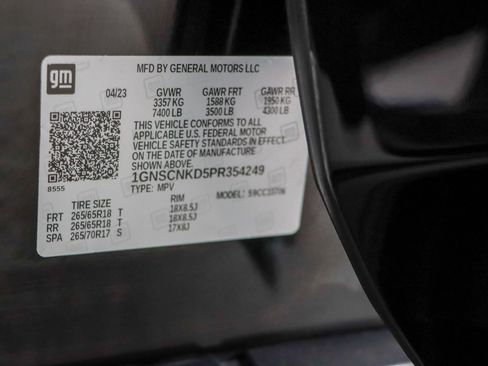 gm
MFD BY GENERAL MOTORS LLC
04/23 GVWR GAWR FRT GAWR RR
3357 KG 1588 KG 1950 KG
7400 LB 3500 LB 4300 LB
THIS VEHICLE CONFORMS TO ALL
APPLICABLE U.S. FEDERAL MOTOR
VEHICLE SAFETY STANDARDS IN EFFECT
ON THE DATE OF MANUFACTURE
SHOWN ABOVE.
1GNSCNKD5PR354249
8555
TYPE: MPV MODEL:
TIRE SIZE RIM
FRT 265/65R18 T 18X8.5J
RR 265/65R18 T 18X8.5J
SPA 265/70R17 S 17X8J